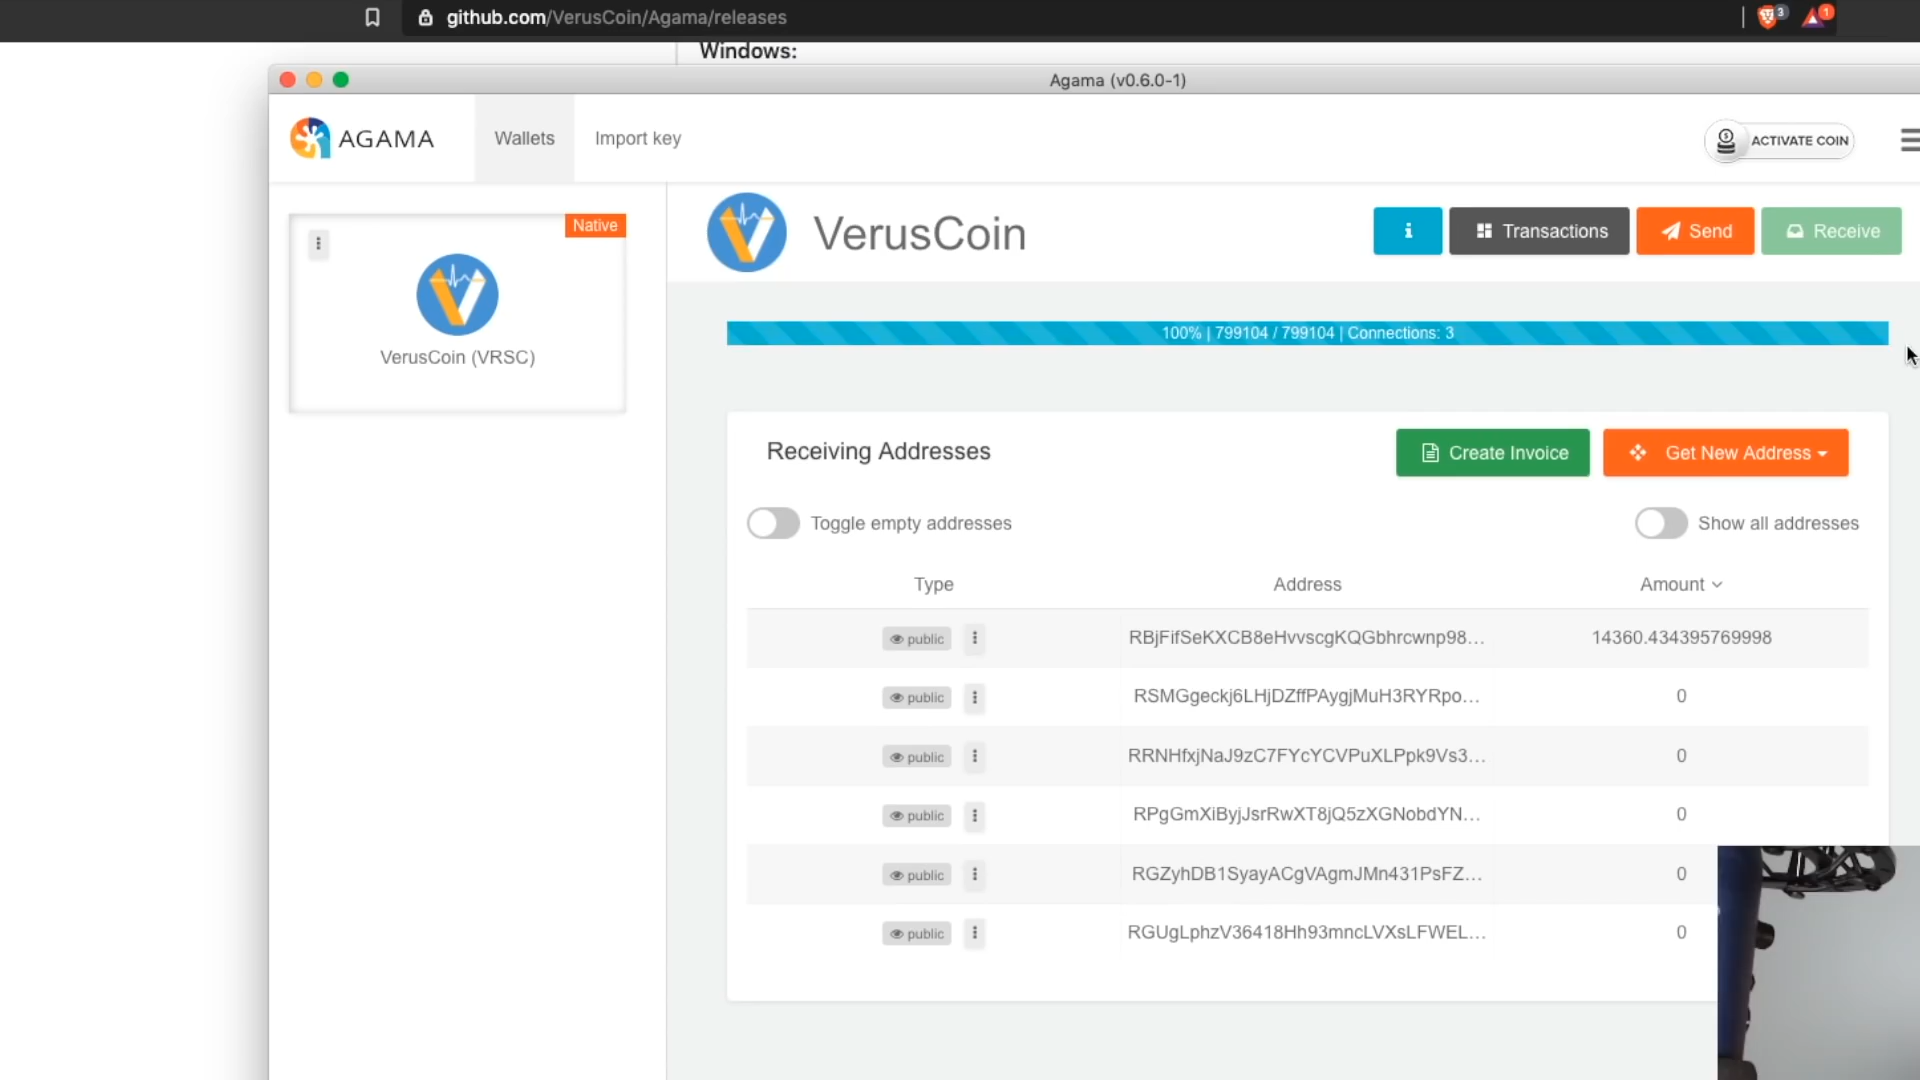 github.com/VerusCoin/Agama/releases
3
1
Windows:
Agama (v0.6.0-1)
AGAMA
Wallets
Import key
ACTIVATE COIN
Native
VerusCoin (VRSC)
VerusCoin
i
Transactions
Send
Receive
100% | 799104 / 799104 | Connections: 3
Receiving Addresses
Create Invoice
Get New Address
Toggle empty addresses
Show all addresses
Type Address Amount
public RBjFifSeKXCB8eHvvscgKQGbhrcwnp98... 14360.434395769998
public RSMGgeckj6LHjDZffPAygjMuH3RYRpo... 0
public RRNHfxjNaJ9zC7FYcYCVPuXLPpk9Vs3... 0
public RPgGmXiByjJsrRwXT8jQ5zXGNobdYN... 0
public RGZyhDB1SyayACgVAgmJMn431PsFZ... 0
public RGUgLphzV36418Hh93mncLVXsLFWEL... 0